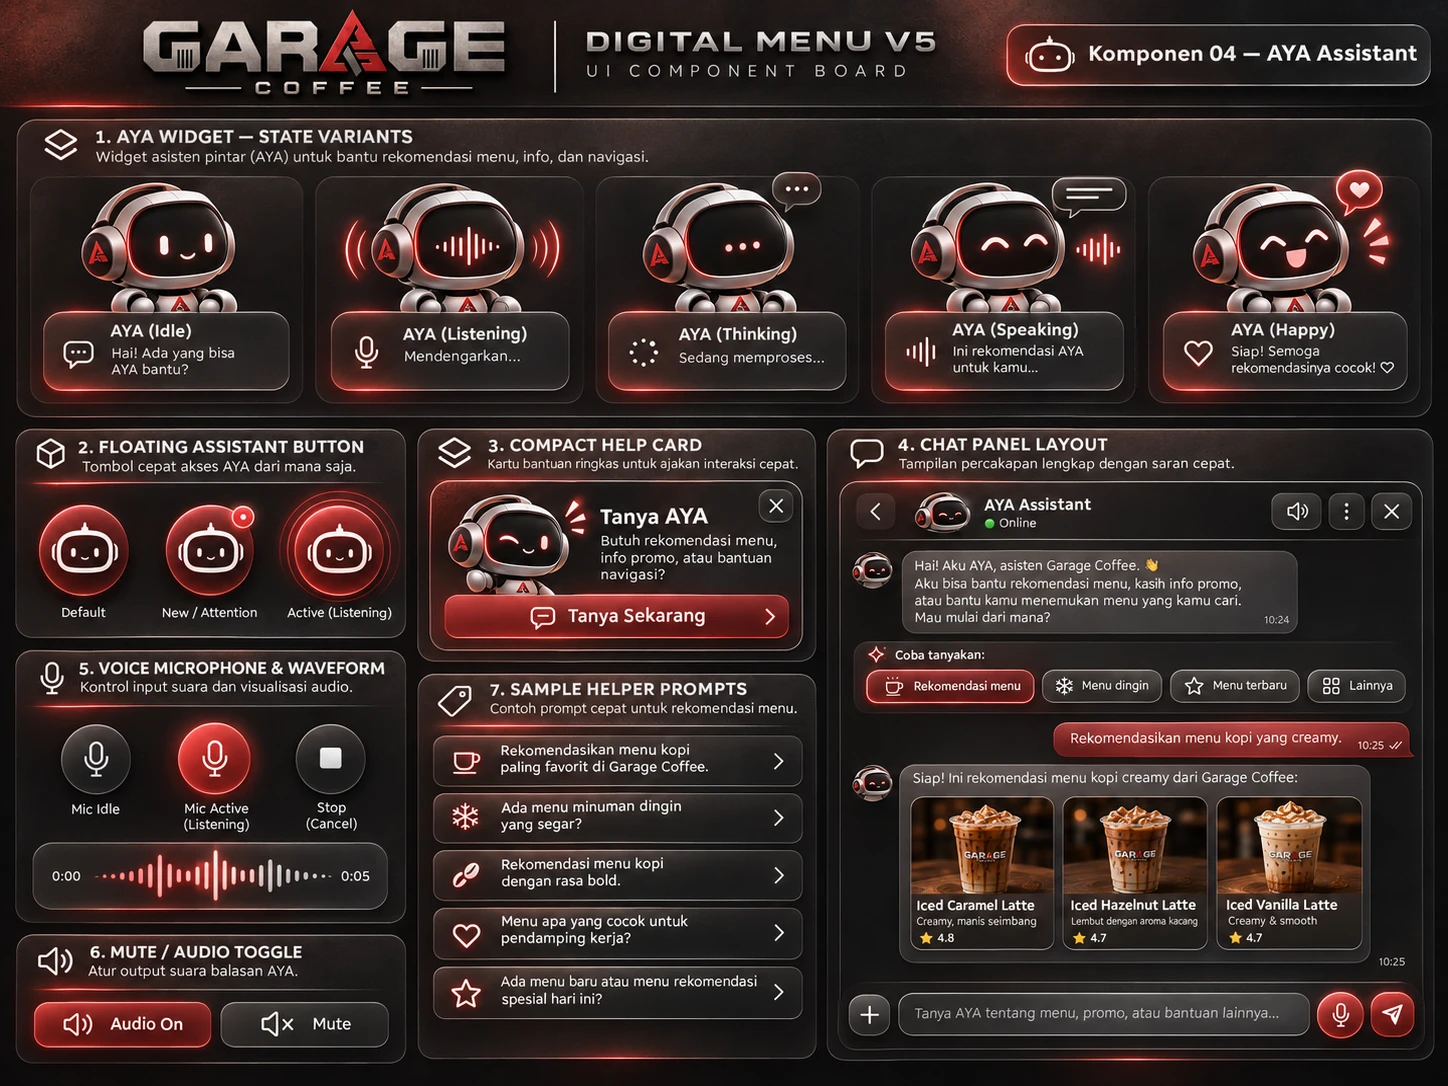 GARAGE
COFFEE
DIGITAL MENU V5
UI COMPONENT BOARD
Komponen 04 — AYA Assistant
1. AYA WIDGET — STATE VARIANTS
Widget asisten pintar (AYA) untuk bantu rekomendasi menu, info, dan navigasi.
AYA (Idle)
Hai! Ada yang bisa
AYA bantu?
AYA (Listening)
Mendengarkan...
AYA (Thinking)
Sedang memproses...
AYA (Speaking)
Ini rekomendasi AYA
untuk kamu...
AYA (Happy)
Siap! Semoga
rekomendasinya cocok! ♡
2. FLOATING ASSISTANT BUTTON
Tombol cepat akses AYA dari mana saja.
Default
New / Attention
Active (Listening)
3. COMPACT HELP CARD
Kartu bantuan ringkas untuk ajakan interaksi cepat.
Tanya AYA
Butuh rekomendasi menu,
info promo, atau bantuan
navigasi?
Tanya Sekarang
4. CHAT PANEL LAYOUT
Tampilan percakapan lengkap dengan saran cepat.
AYA Assistant
Online
Hai! Aku AYA, asisten Garage Coffee. 👋
Aku bisa bantu rekomendasi menu, kasih info promo,
atau bantu kamu menemukan menu yang kamu cari.
Mau mulai dari mana?
10:24
Coba tanyakan:
Rekomendasi menu
Menu dingin
Menu terbaru
Lainnya
Rekomendasikan menu kopi yang creamy.
10:25
Siap! Ini rekomendasi menu kopi creamy dari Garage Coffee:
GARAGE
GARAGE
GARAGE
Iced Caramel Latte
Creamy, manis seimbang
4.8
Iced Hazelnut Latte
Lembut dengan aroma kacang
4.7
Iced Vanilla Latte
Creamy & smooth
4.7
10:25
Tanya AYA tentang menu, promo, atau bantuan lainnya...
5. VOICE MICROPHONE & WAVEFORM
Kontrol input suara dan visualisasi audio.
Mic Idle
Mic Active
(Listening)
Stop
(Cancel)
0:00
0:05
6. MUTE / AUDIO TOGGLE
Atur output suara balasan AYA.
Audio On
Mute
7. SAMPLE HELPER PROMPTS
Contoh prompt cepat untuk rekomendasi menu.
Rekomendasikan menu kopi
paling favorit di Garage Coffee.
Ada menu minuman dingin
yang segar?
Rekomendasi menu kopi
dengan rasa bold.
Menu apa yang cocok untuk
pendamping kerja?
Ada menu baru atau menu rekomendasi
spesial hari ini?